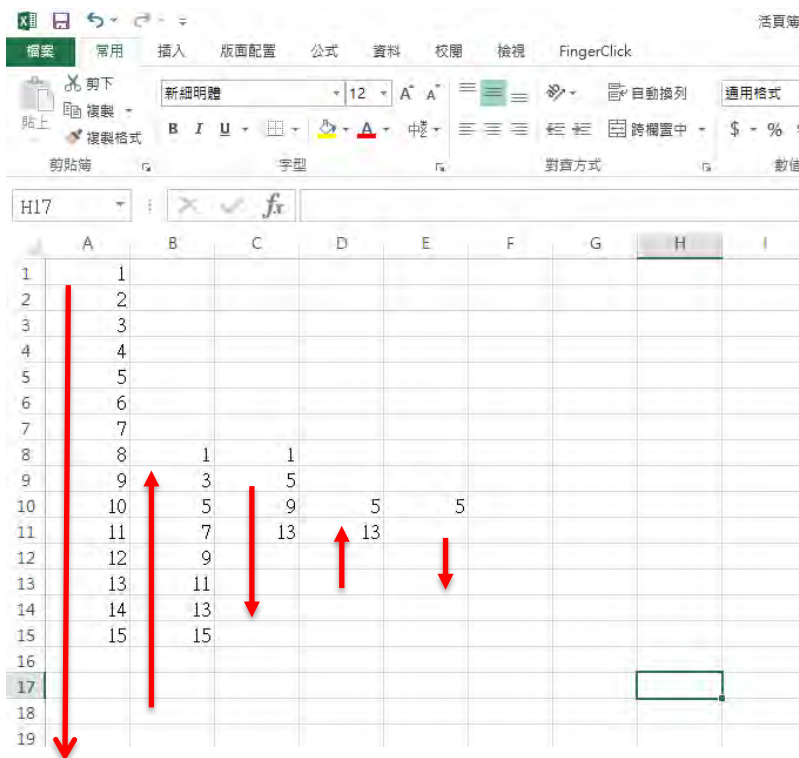 活頁簿
檔案 常用 插入 版面配置 公式 資料 校閱 檢視 FingerClick
剪下 新細明體 12 A A 自動換列 通用格式
複製
貼上 複製格式 B I U A 中 跨欄置中 $ %
剪貼簿 字型 對齊方式 數值
H17 fx
A B C D E F G H I
1 1
2 2
3 3
4 4
5 5
6 6
7 7
8 8 1 1
9 9 3 5
10 10 5 9 5 5
11 11 7 13 13
12 12 9
13 13 11
14 14 13
15 15 15
16
17
18
19